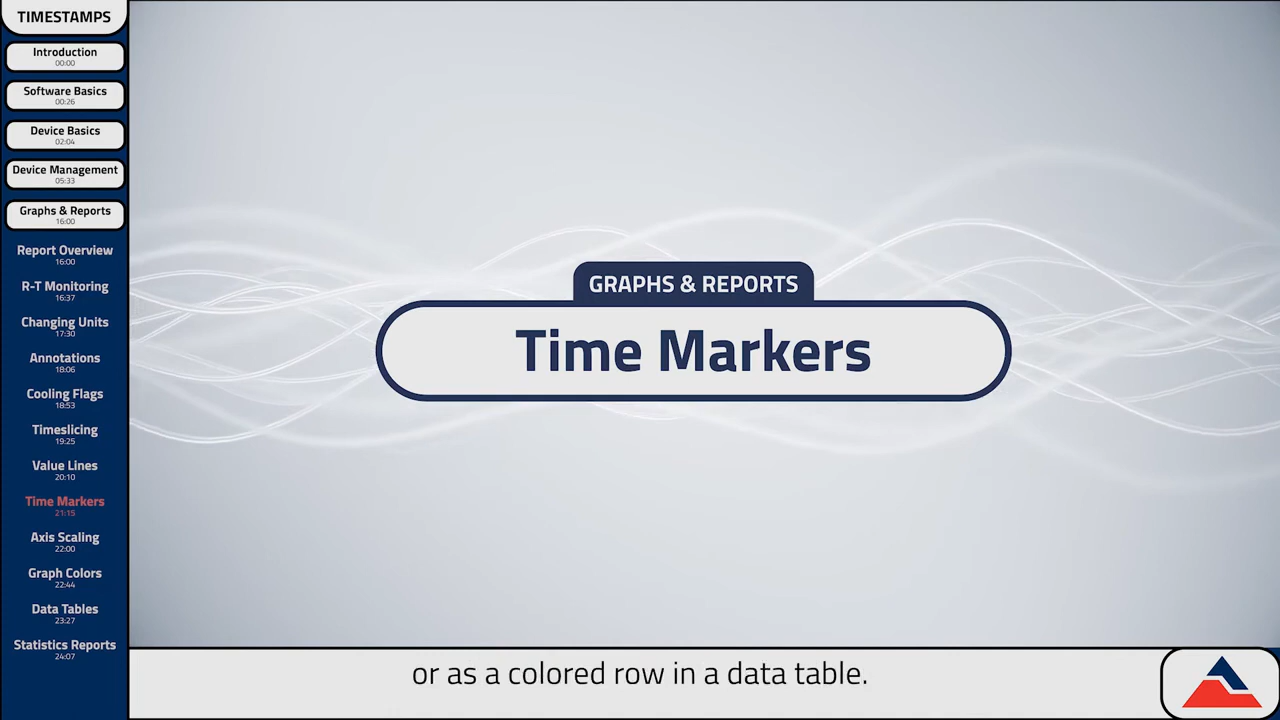 TIMESTAMPS
Introduction
00:00
Software Basics
00:26
Device Basics
02:04
Device Management
05:33
Graphs & Reports
16:00
Report Overview
16:00
R-T Monitoring
16:37
Changing Units
17:30
Annotations
18:06
Cooling Flags
18:53
Timeslicing
19:25
Value Lines
20:10
Time Markers
21:15
Axis Scaling
22:00
Graph Colors
22:44
Data Tables
23:27
Statistics Reports
24:07
GRAPHS & REPORTS
Time Markers
or as a colored row in a data table.